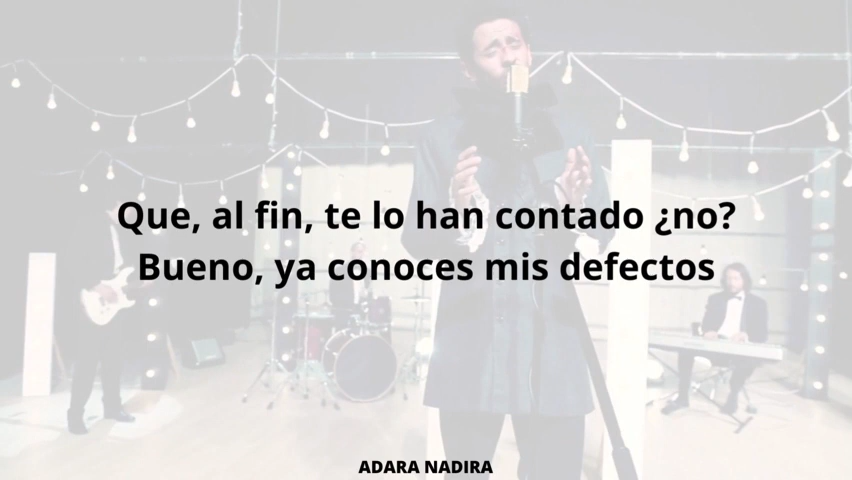 Que, al fin, te lo han contado ¿no?
Bueno, ya conoces mis defectos
ADARA NADIRA